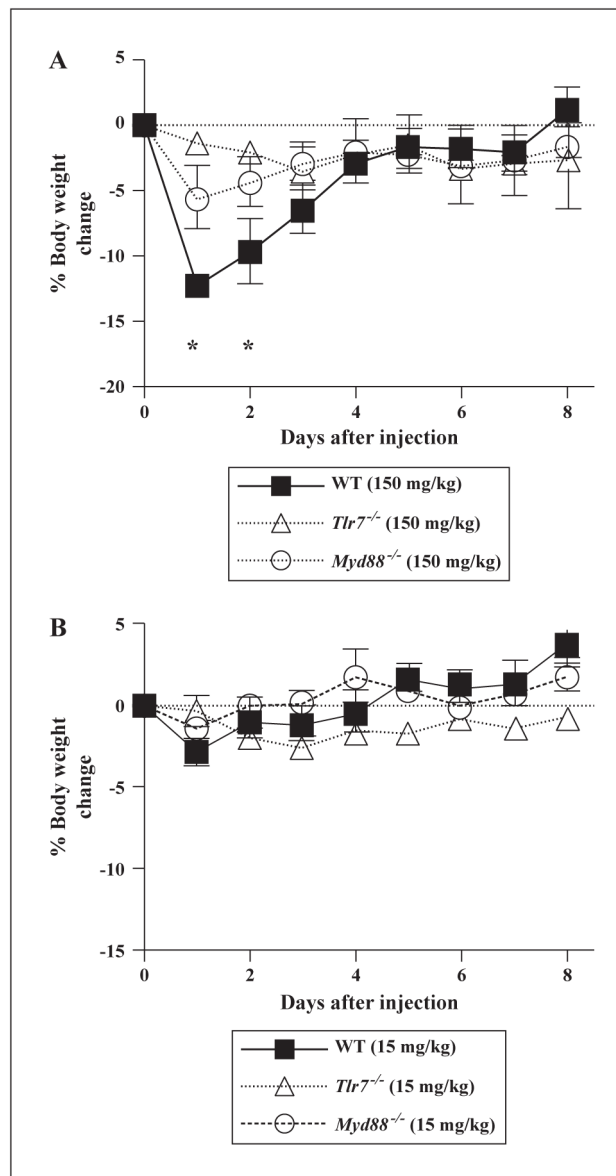 A
5
0
-5
-10
-15
-20
% Body weight
change
* *
0 2 4 6 8
Days after injection
WT (150 mg/kg)
Tlr7-/- (150 mg/kg)
Myd88-/- (150 mg/kg)
B
5
0
-5
-10
-15
% Body weight
change
0 2 4 6 8
Days after injection
WT (15 mg/kg)
Tlr7-/- (15 mg/kg)
Myd88-/- (15 mg/kg)